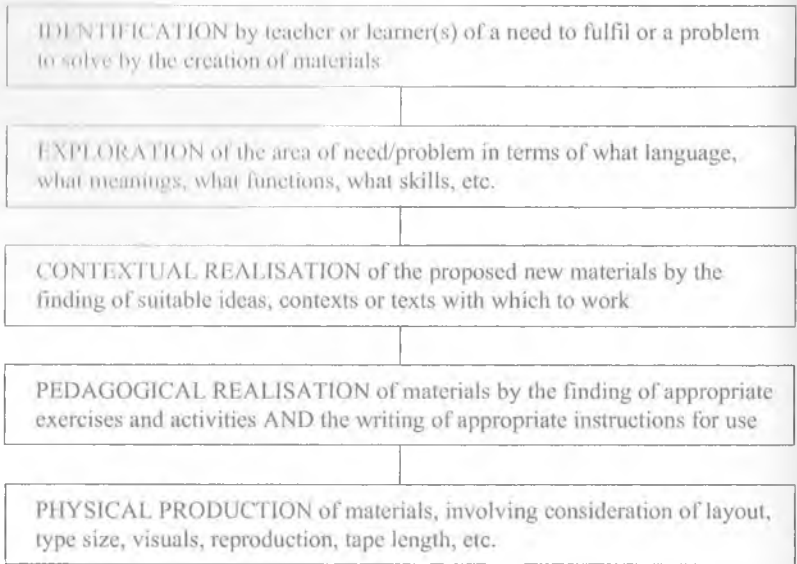 IDENTIFICATION by teacher or learner(s) of a need to fulfil or a problem
to solve by the creation of materials
EXPLORATION of the area of need/problem in terms of what language,
what meanings, what functions, what skills, etc.
CONTEXTUAL REALISATION of the proposed new materials by the
finding of suitable ideas, contexts or texts with which to work
PEDAGOGICAL REALISATION of materials by the finding of appropriate
exercises and activities AND the writing of appropriate instructions for use
PHYSICAL PRODUCTION of materials, involving consideration of layout,
type size, visuals, reproduction, tape length, etc.